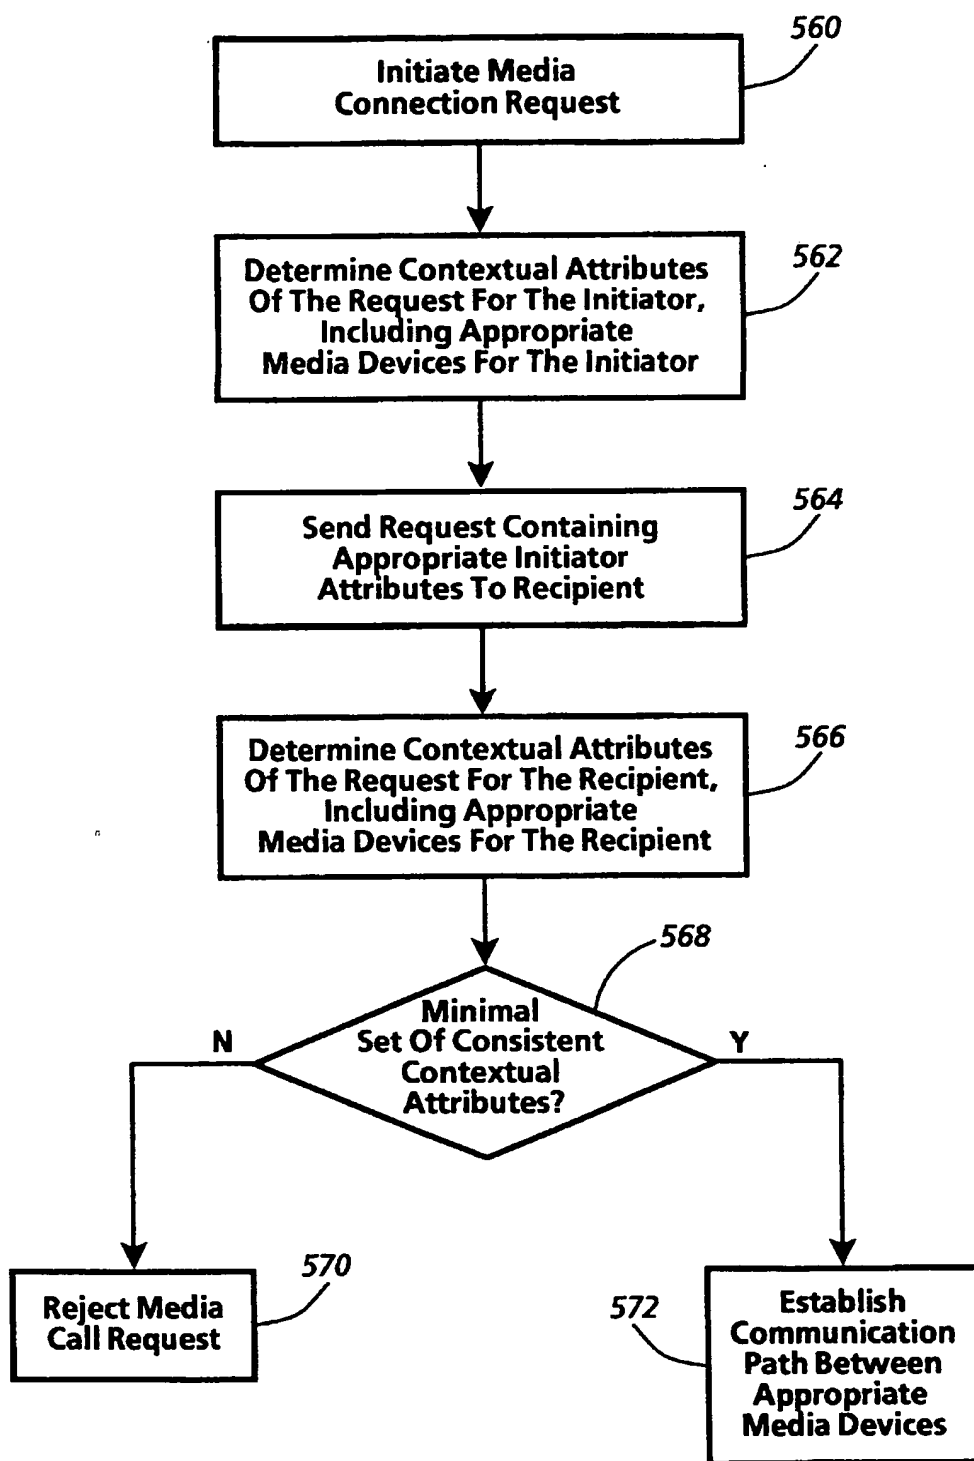 560
Initiate Media
Connection Request
562
Determine Contextual Attributes
Of The Request For The Initiator,
Including Appropriate
Media Devices For The Initiator
564
Send Request Containing
Appropriate Initiator
Attributes To Recipient
566
Determine Contextual Attributes
Of The Request For The Recipient,
Including Appropriate
Media Devices For The Recipient
568
Minimal
Set Of Consistent
Contextual
Attributes?
N
Y
570
Reject Media
Call Request
572
Establish
Communication
Path Between
Appropriate
Media Devices